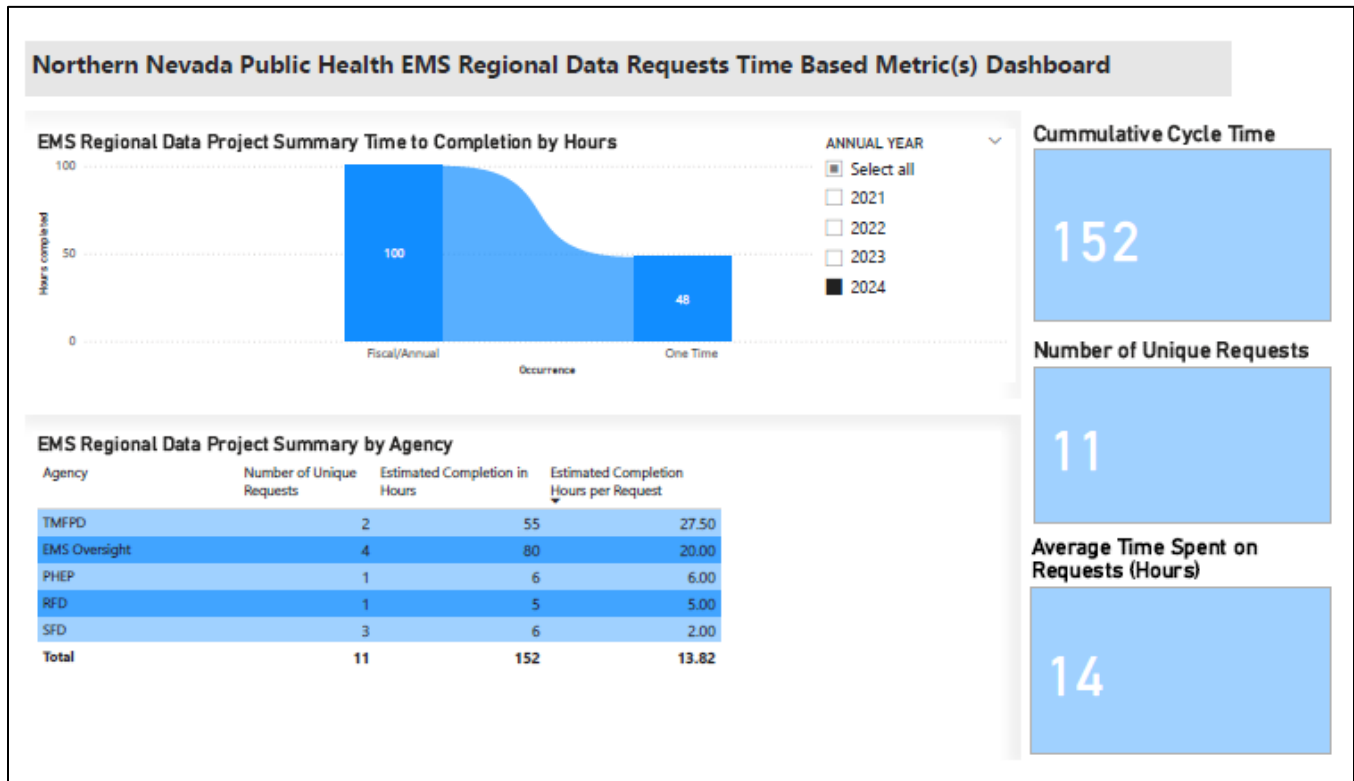 Northern Nevada Public Health EMS Regional Data Requests Time Based Metric(s) Dashboard
EMS Regional Data Project Summary Time to Completion by Hours
100
50
0
Hours completed
100
48
Fiscal/Annual
One Time
Occurrence
ANNUAL YEAR
Select all
2021
2022
2023
2024
Cummulative Cycle Time
152
Number of Unique Requests
11
Average Time Spent on
Requests (Hours)
14
EMS Regional Data Project Summary by Agency
Agency Number of Unique Estimated Completion in Estimated Completion
Requests Hours Hours per Request
TMFPD 2 55 27.50
EMS Oversight 4 80 20.00
PHEP 1 6 6.00
RFD 1 5 5.00
SFD 3 6 2.00
Total 11 152 13.82